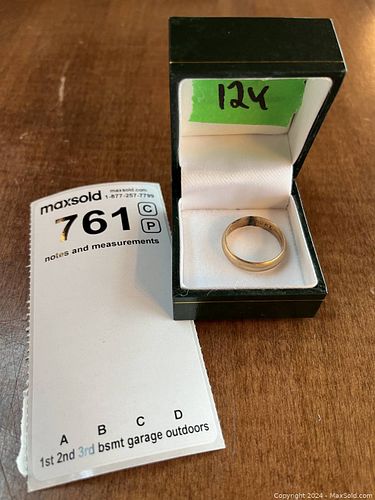 124
maxsold
maxsold.com
1-877-257-7799
761
C
P
notes and measurements
A B C D
1st 2nd 3rd bsmt garage outdoors
Copyright 2024 - MaxSold.com